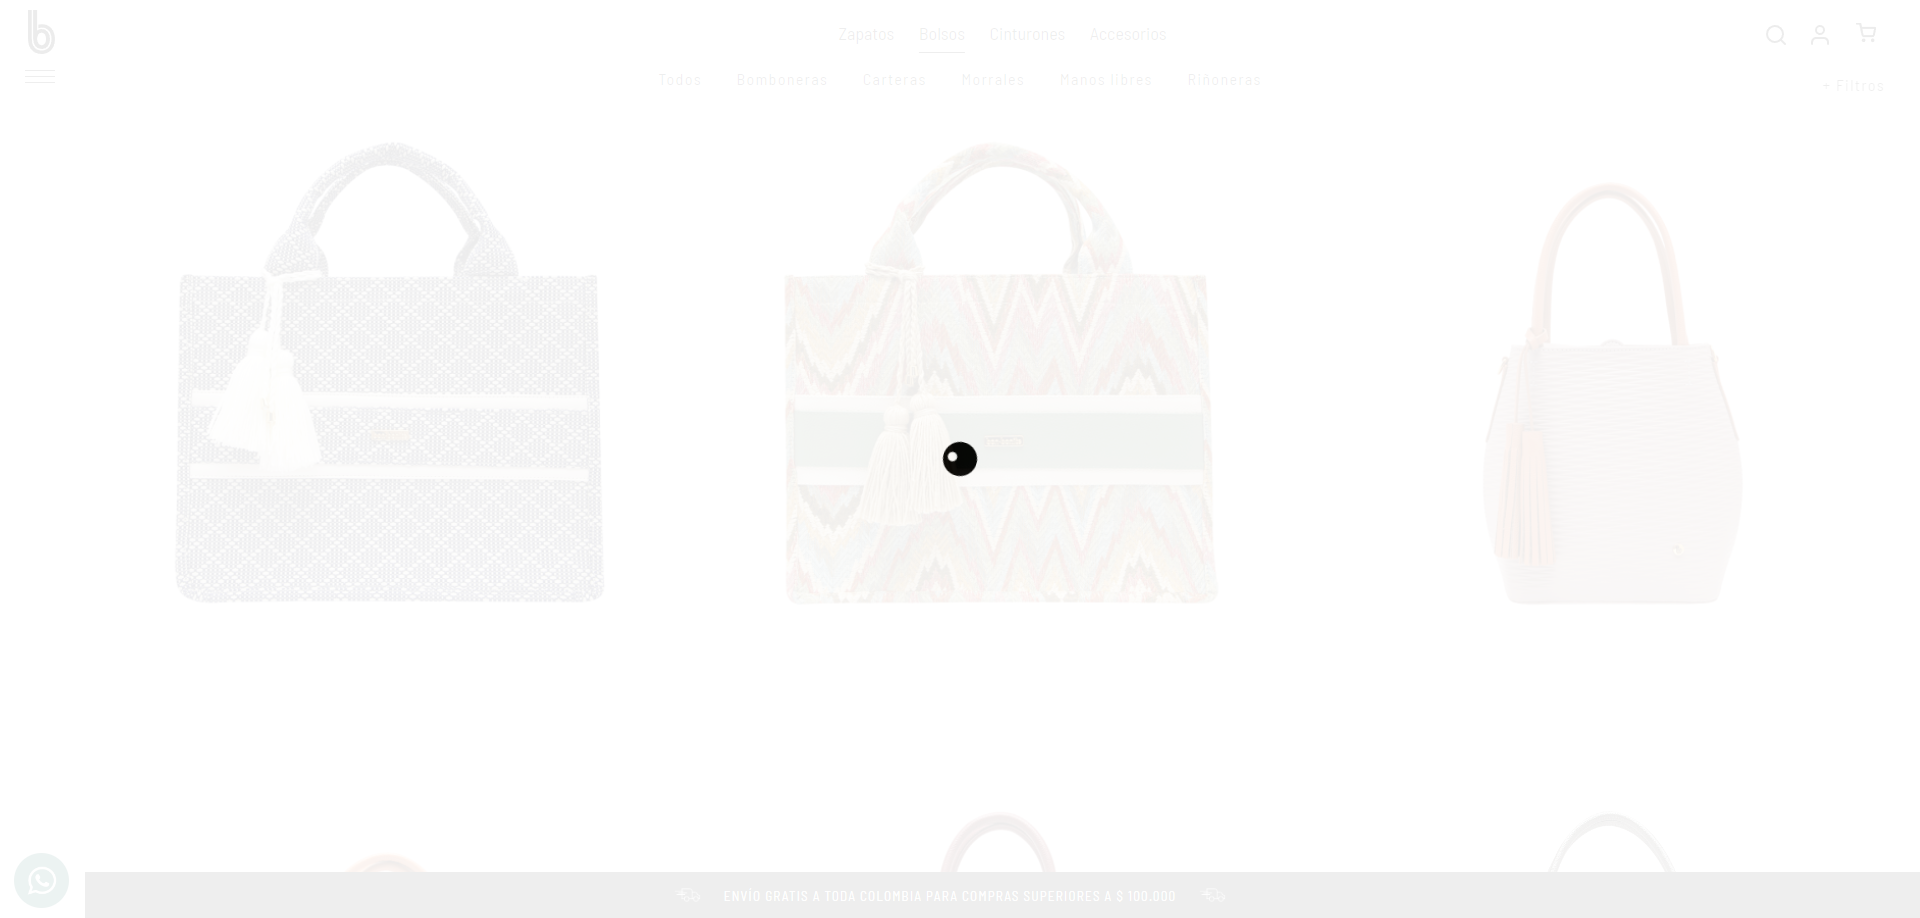 b
Zapatos Bolsos Cinturones Accesorios
Todos Bomboneras Carteras Morrales Manos libres Riñoneras
+ Filtros
ENVÍO GRATIS A TODA COLOMBIA PARA COMPRAS SUPERIORES A $ 100.000